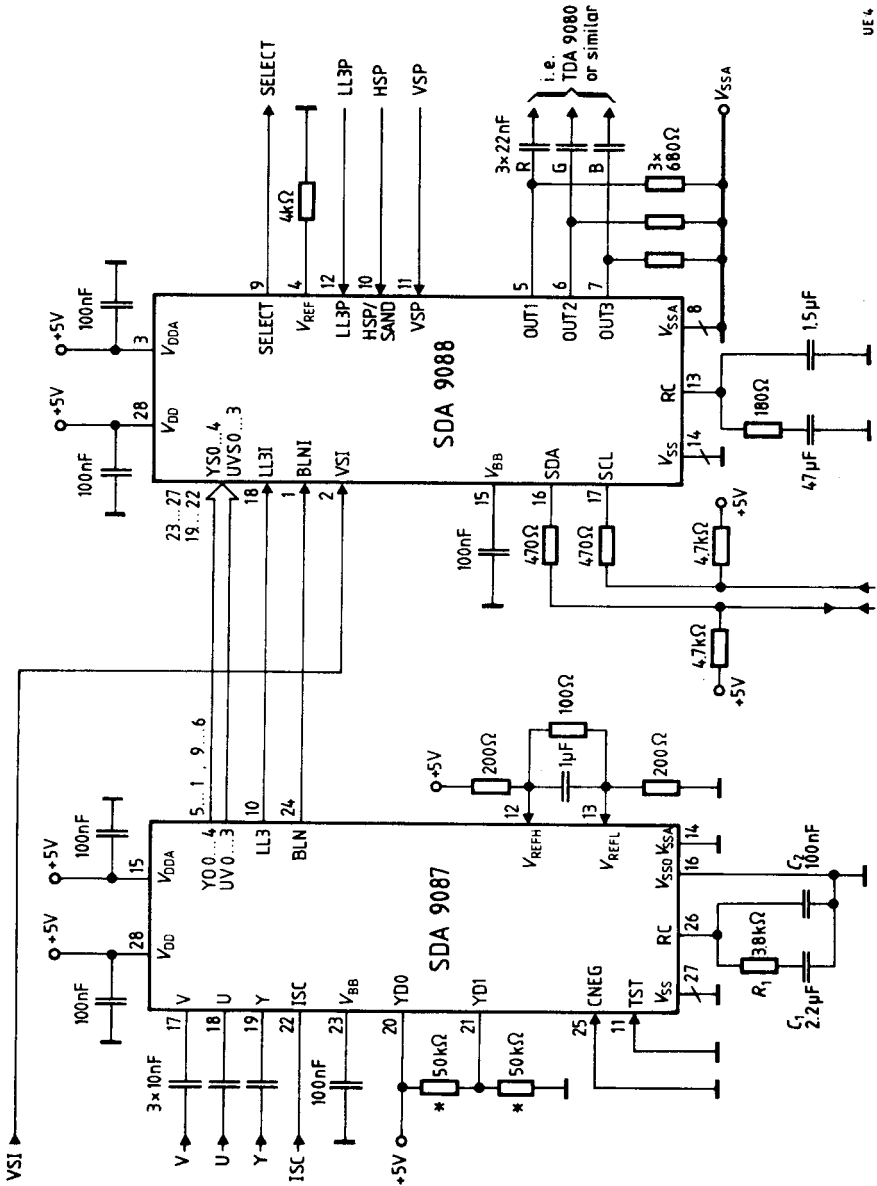 VSI
V
U
Y
ISC
+5V
3×10nF
100nF
50kΩ
*
50kΩ
*
17
18
19
22
23
20
21
25
11
V
U
Y
ISC
VBB
YD0
YD1
CNEG
TST
100nF
+5V
28
VDD
+5V
100nF
15
VDDA
SDA 9087
YO0...4
UV0...3
LL3
BLN
VREFH
VREFL
5...1 , 9...6
10
24
12
13
+5V
200Ω
1μF
100Ω
200Ω
VSS
27
RC
26
VSSO
16
VSSA
14
R1
3.8kΩ
C1
2.2μF
C2
100nF
100nF
+5V
28
VDD
+5V
100nF
3
VDDA
SDA 9088
23...27
19...22
18
1
2
YS0...4
UVS0...3
LL3I
BLNI
VSI
100nF
15
VBB
470Ω
16
SDA
470Ω
17
SCL
4.7kΩ
+5V
4.7kΩ
+5V
SELECT
9
SELECT
VREF
4
4kΩ
LL3P
12
LL3P
HSP/
SAND
10
HSP
VSP
11
VSP
OUT1
5
OUT2
6
OUT3
7
3×22nF
R
G
B
i.e.
TDA 9080
or similar
3×
680Ω
VSSA
VSSA
8
VSS
14
RC
13
180Ω
47μF
1.5μF
UE4